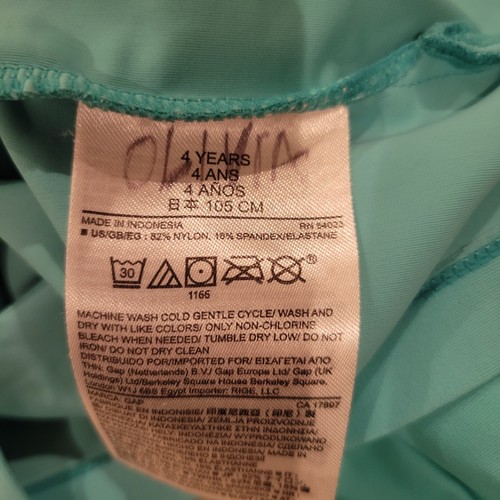 OLIVIA
4 YEARS
4 ANS
4 AÑOS
日本 105 CM
MADE IN INDONESIA RN 54023
■ US/GB/EG : 82% NYLON, 18% SPANDEX/ELASTANE
30
1166
MACHINE WASH COLD GENTLE CYCLE/ WASH AND
DRY WITH LIKE COLORS/ ONLY NON-CHLORINE
BLEACH WHEN NEEDED/ TUMBLE DRY LOW/ DO NOT
IRON/ DO NOT DRY CLEAN
DISTRIBUIDO POR/IMPORTED FOR/ ΕΙΣΑΓΕΤΑΙ ΑΠΟ
ΤΗΝ: Gap (Netherlands) B.V./ Gap Europe Ltd/ Gap (UK
Holdings) Ltd/Berkeley Square House Berkeley Square,
London W1J 6BS Egypt Importer: RIGE, LLC
MARCA: GAP CA 17897